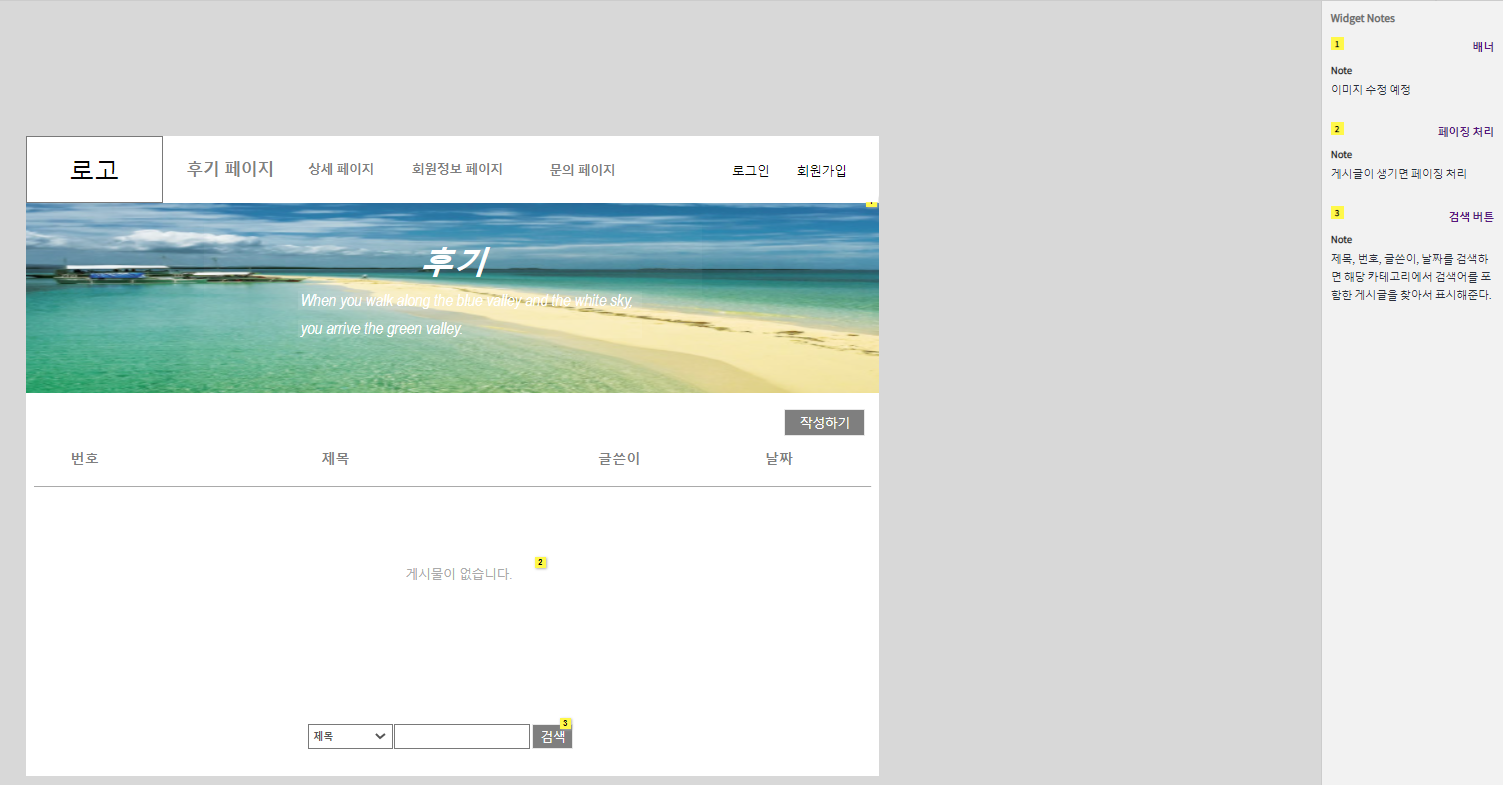 로고
후기 페이지
상세 페이지
회원정보 페이지
문의 페이지
로그인
회원가입
후기
When you walk along the blue valley and the white sky.
you arrive the green valley.
작성하기
번호
제목
글쓴이
날짜
2
게시물이 없습니다.
3
제목
검색
Widget Notes
1
배너
Note
이미지 수정 예정
2
페이징 처리
Note
게시글이 생기면 페이징 처리
3
검색 버튼
Note
제목, 번호, 글쓴이, 날짜를 검색하
면 해당 카테고리에서 검색어를 포
함한 게시글을 찾아서 표시해준다.